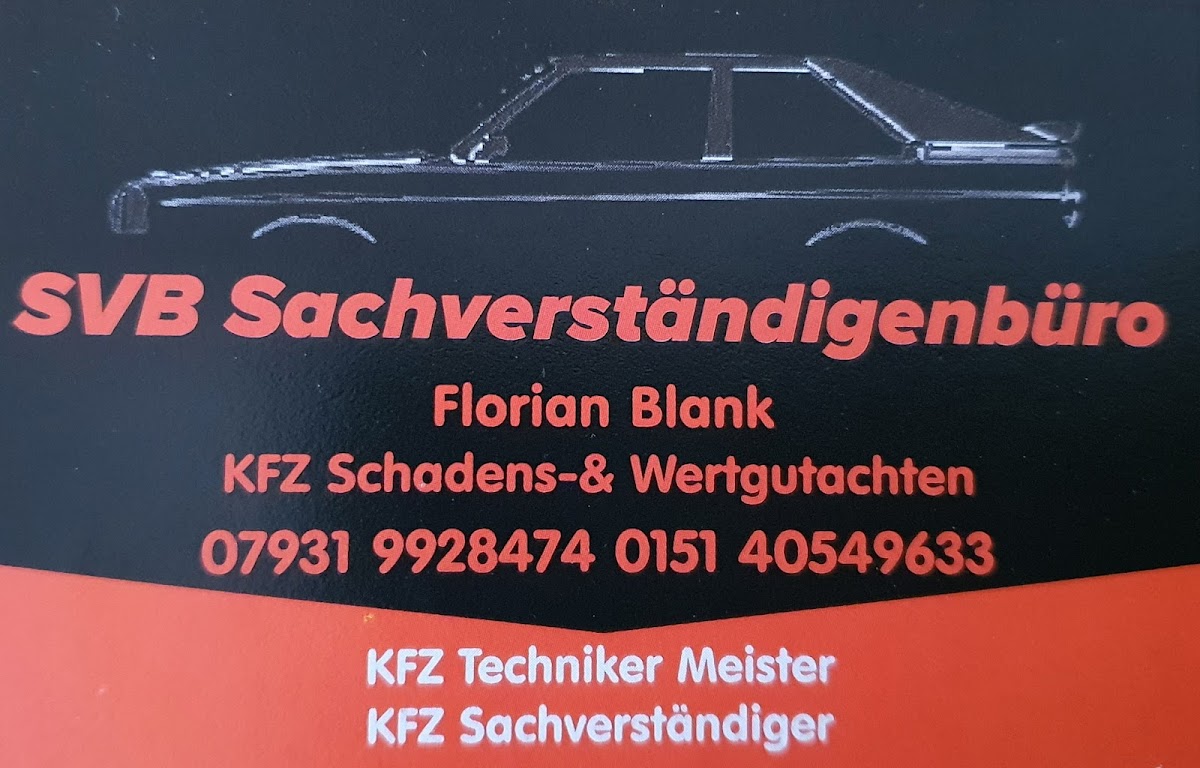 SVB Sachverständigenbüro
Florian Blank
KFZ Schadens-& Wertgutachten
07931 9928474 0151 40549633
KFZ Techniker Meister
KFZ Sachverständiger